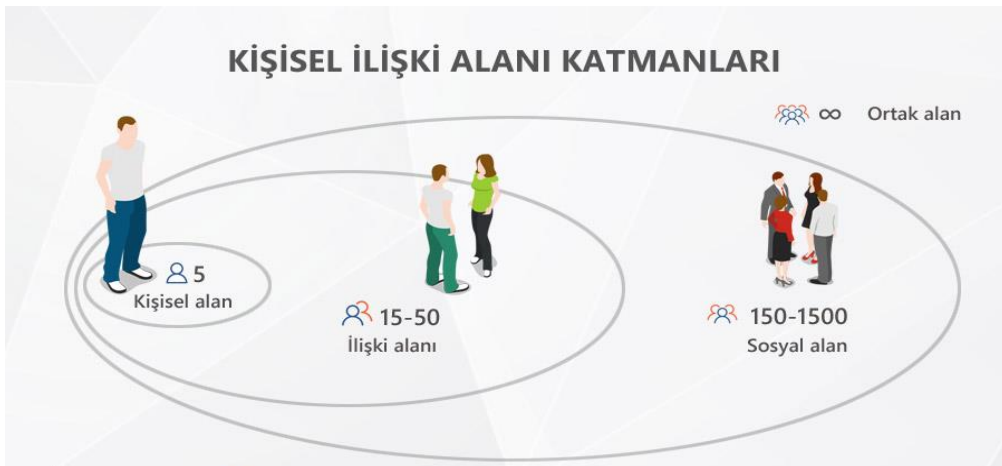 KİŞİSEL İLİŞKİ ALANI KATMANLARI
∞ Ortak alan
5
Kişisel alan
15-50
İlişki alanı
150-1500
Sosyal alan